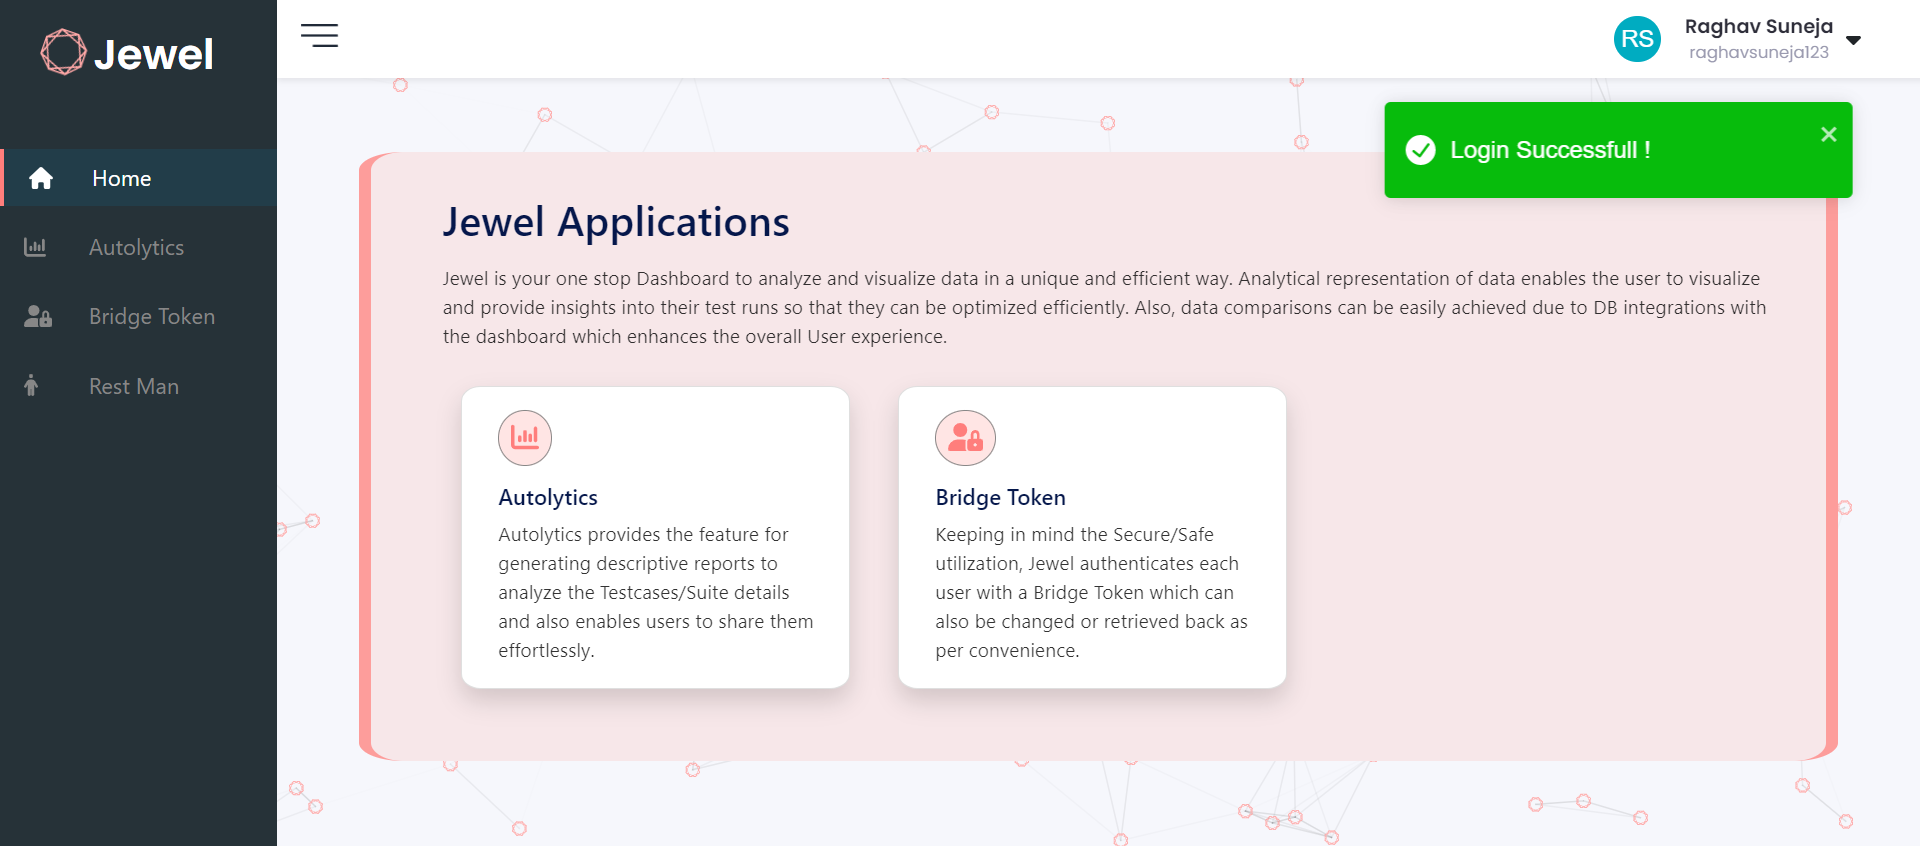 Jewel
Home
Autolytics
Bridge Token
Rest Man
RS
Raghav Suneja
raghavsuneja123
Login Successfull !
Jewel Applications
Jewel is your one stop Dashboard to analyze and visualize data in a unique and efficient way. Analytical representation of data enables the user to visualize
and provide insights into their test runs so that they can be optimized efficiently. Also, data comparisons can be easily achieved due to DB integrations with
the dashboard which enhances the overall User experience.
Autolytics
Autolytics provides the feature for
generating descriptive reports to
analyze the Testcases/Suite details
and also enables users to share them
effortlessly.
Bridge Token
Keeping in mind the Secure/Safe
utilization, Jewel authenticates each
user with a Bridge Token which can
also be changed or retrieved back as
per convenience.